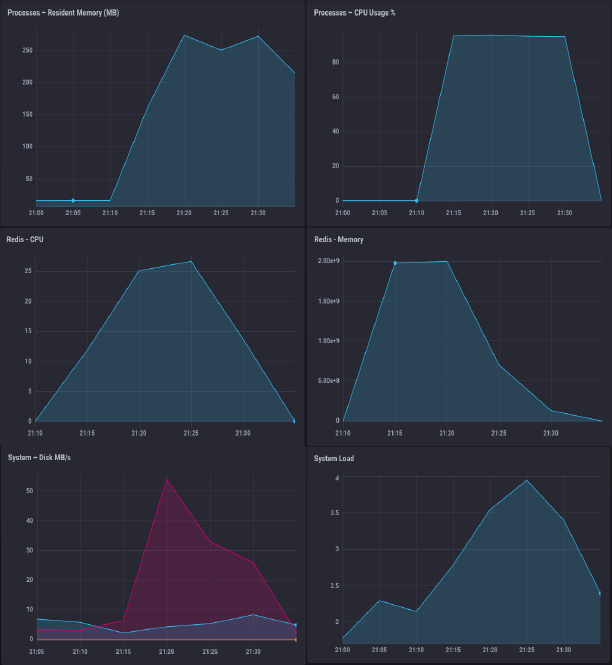 Processes – Resident Memory (MB)
250
200
150
100
50
21:00 21:05 21:10 21:15 21:20 21:25 21:30
Processes – CPU Usage %
80
60
40
20
0
21:00 21:05 21:10 21:15 21:20 21:25 21:30
Redis - CPU
25
20
15
10
5
0
21:10 21:15 21:20 21:25 21:30
Redis - Memory
2.00e+9
1.50e+9
1.00e+9
5.00e+8
0
21:10 21:15 21:20 21:25 21:30
System – Disk MB/s
50
40
30
20
10
0
21:05 21:10 21:15 21:20 21:25 21:30
System Load
4
3.5
3
2.5
2
21:00 21:05 21:10 21:15 21:20 21:25 21:30